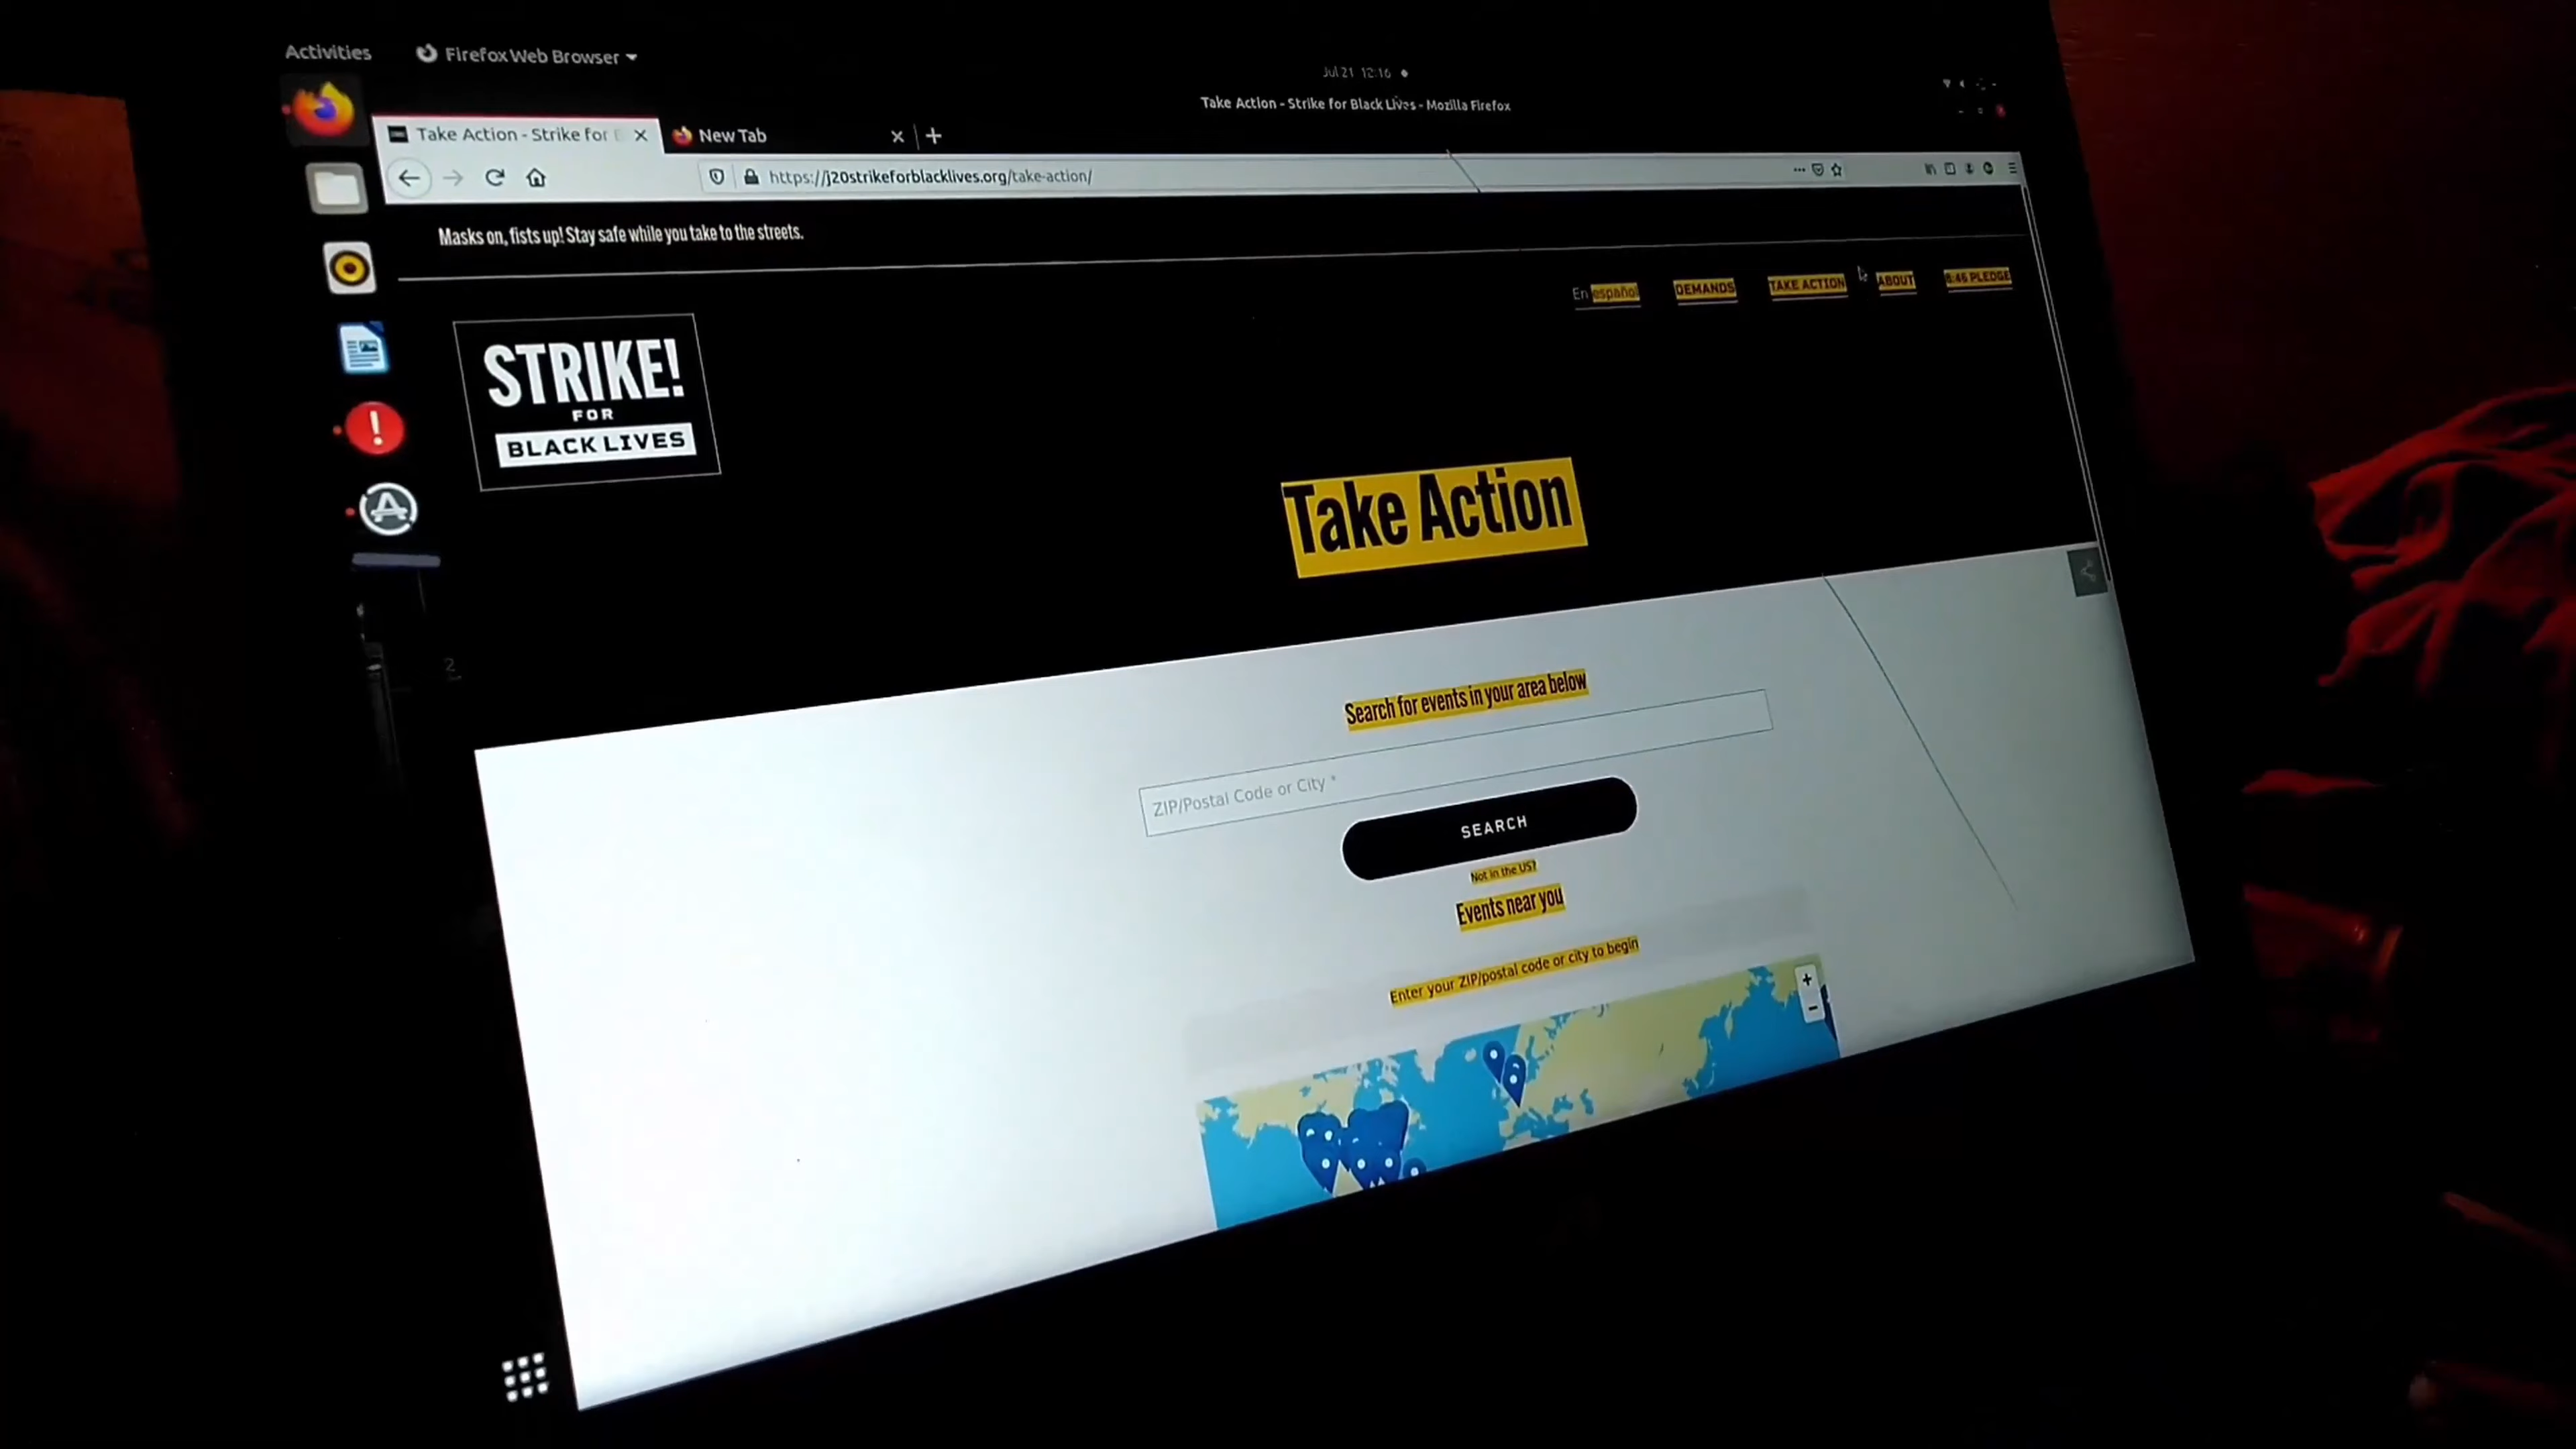 Activities
Firefox Web Browser
Jul 21 12:16
Take Action - Strike for Black Lives - Mozilla Firefox
Take Action - Strike for
New Tab
https://j20strikeforblacklives.org/take-action/
Masks on, fists up! Stay safe while you take to the streets.
En español
DEMANDS
TAKE ACTION
ABOUT
8:46 PLEDGE
STRIKE!
FOR
BLACK LIVES
Take Action
Search for events in your area below
ZIP/Postal Code or City *
SEARCH
Not in the US?
Events near you
Enter your ZIP/postal code or city to begin
+
−